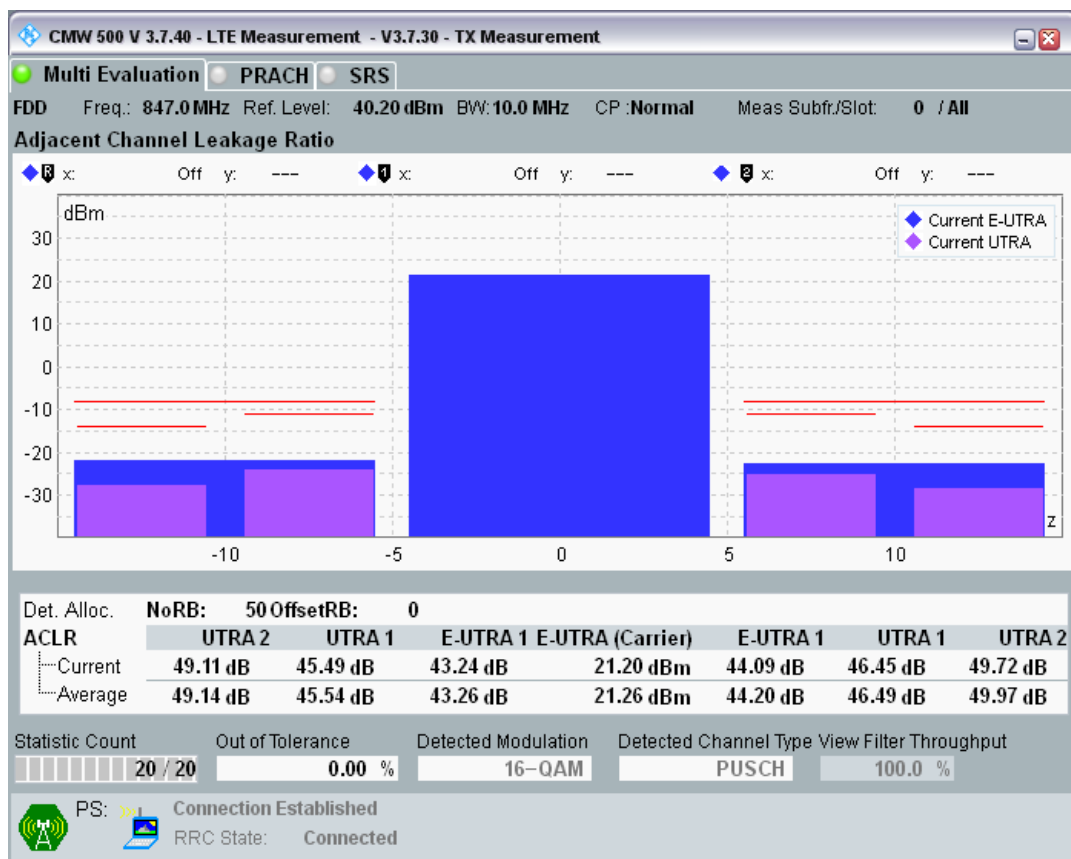 CMW 500 V 3.7.40 - LTE Measurement - V3.7.30 - TX Measurement
Multi Evaluation PRACH SRS
FDD Freq.: 847.0 MHz Ref. Level: 40.20 dBm BW: 10.0 MHz CP :Normal Meas Subfr./Slot: 0 / All
Adjacent Channel Leakage Ratio
R x: Off y: --- 1 x: Off y: --- 2 x: Off y: ---
dBm
Current E-UTRA
Current UTRA
30
20
10
0
-10
-20
-30
z
-10 -5 0 5 10
Det. Alloc. NoRB: 50 OffsetRB: 0
ACLR UTRA 2 UTRA 1 E-UTRA 1 E-UTRA (Carrier) E-UTRA 1 UTRA 1 UTRA 2
Current 49.11 dB 45.49 dB 43.24 dB 21.20 dBm 44.09 dB 46.45 dB 49.72 dB
Average 49.14 dB 45.54 dB 43.26 dB 21.26 dBm 44.20 dB 46.49 dB 49.97 dB
Statistic Count Out of Tolerance Detected Modulation Detected Channel Type View Filter Throughput
20 / 20 0.00 % 16-QAM PUSCH 100.0 %
PS: Connection Established
RRC State: Connected